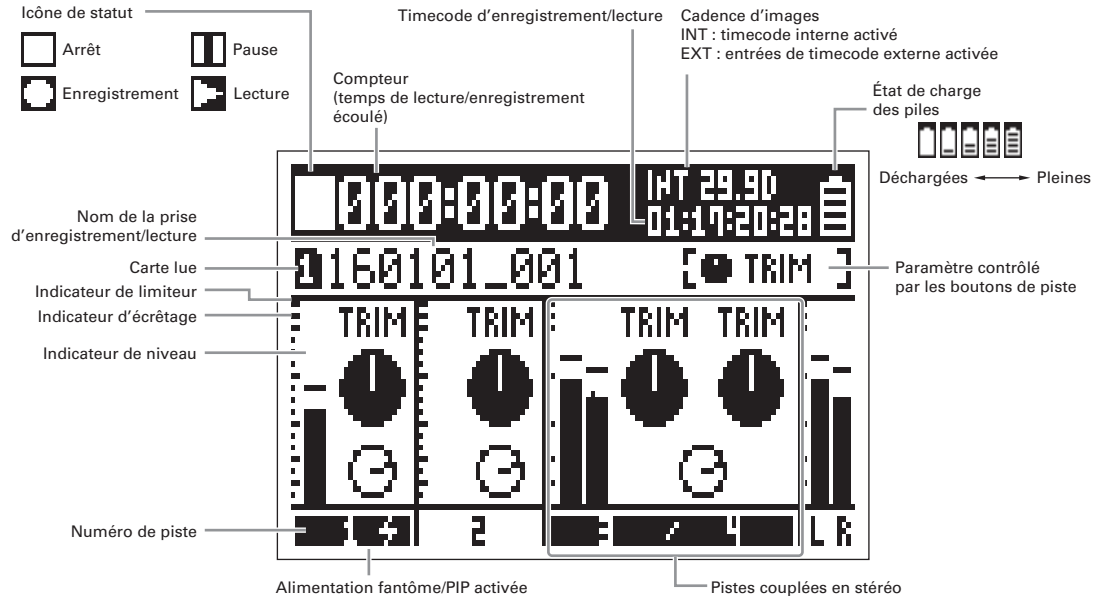 Icône de statut
Arrêt
Pause
Enregistrement
Lecture
Timecode d'enregistrement/lecture
Compteur
(temps de lecture/enregistrement
écoulé)
Cadence d'images
INT : timecode interne activé
EXT : entrées de timecode externe activée
État de charge
des piles
Déchargées
Pleines
000:00:00
INT 29.9D
01:17:20:28
Nom de la prise
d'enregistrement/lecture
Carte lue
1 160101_001
[ TRIM ]
Paramètre contrôlé
par les boutons de piste
Indicateur de limiteur
Indicateur d'écrêtage
Indicateur de niveau
TRIM TRIM TRIM TRIM
Numéro de piste
2
/
L R
Alimentation fantôme/PIP activée
Pistes couplées en stéréo